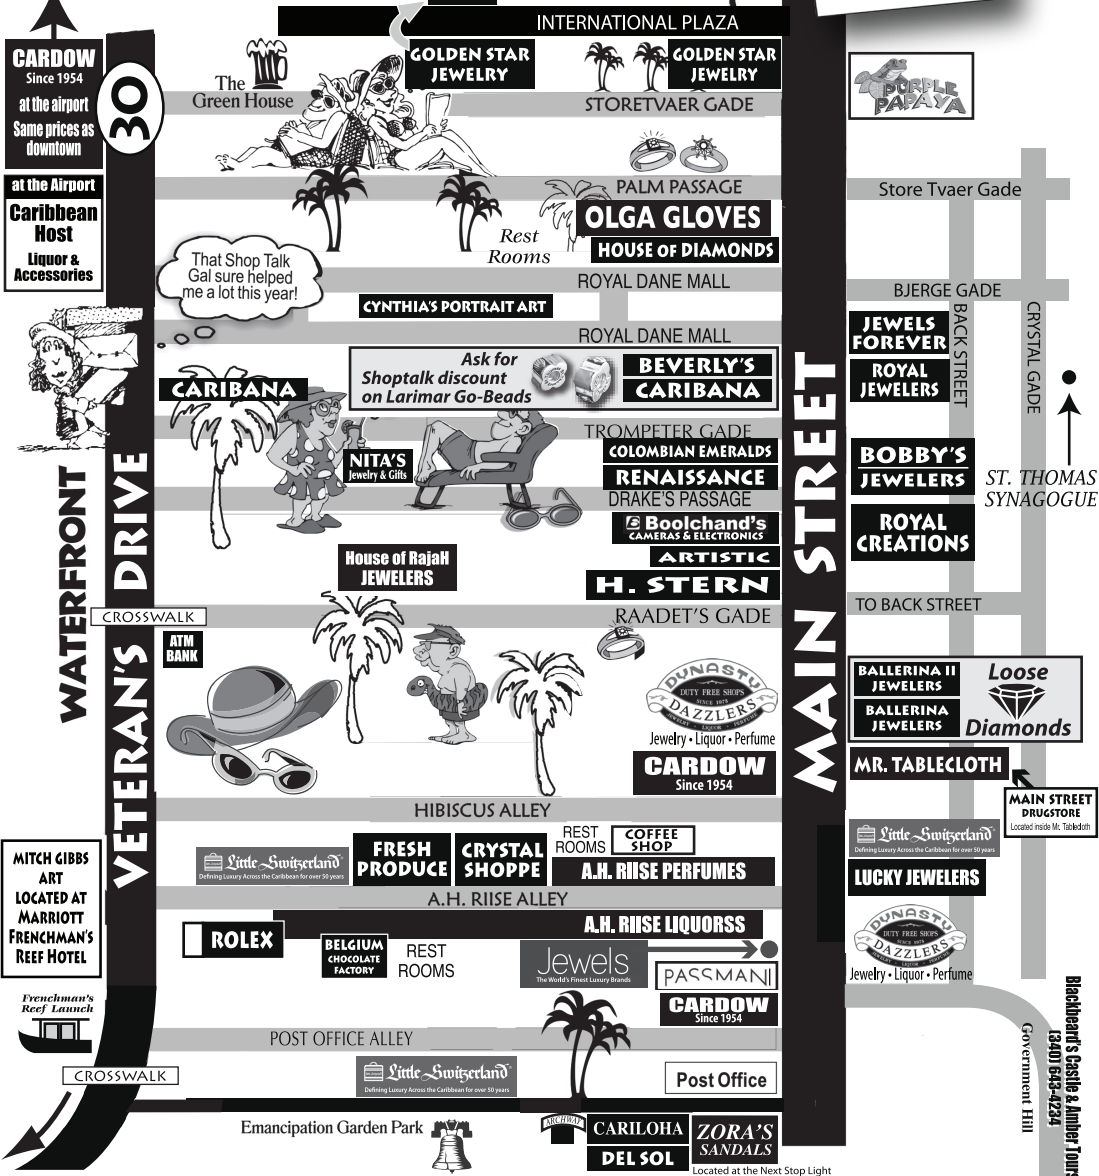 INTERNATIONAL PLAZA
CARDOW
Since 1954
at the airport
Same prices as
downtown
30
The
Green House
GOLDEN STAR
JEWELRY
GOLDEN STAR
JEWELRY
PURPLE
PAPAYA
STORETVAER GADE
at the Airport
Caribbean
Host
Liquor &
Accessories
PALM PASSAGE
Store Tvaer Gade
OLGA GLOVES
HOUSE OF DIAMONDS
Rest
Rooms
That Shop Talk
Gal sure helped
me a lot this year!
ROYAL DANE MALL
BJERGE GADE
CYNTHIA'S PORTRAIT ART
ROYAL DANE MALL
JEWELS
FOREVER
BACK STREET
CRYSTAL GADE
ROYAL
JEWELERS
Ask for
Shoptalk discount
on Larimar Go-Beads
BEVERLY'S
CARIBANA
CARIBANA
TROMPETER GADE
COLOMBIAN EMERALDS
RENAISSANCE
NITA'S
Jewelry & Gifts
BOBBY'S
JEWELERS
ST. THOMAS
SYNAGOGUE
DRAKE'S PASSAGE
B Boolchand's
CAMERAS & ELECTRONICS
ARTISTIC
H. STERN
ROYAL
CREATIONS
House of RajaH
JEWELERS
WATERFRONT
VETERAN'S DRIVE
MAIN STREET
CROSSWALK
RAADET'S GADE
TO BACK STREET
ATM
BANK
DYNASTY
DUTY FREE SHOPS
SINCE 1978
DAZZLERS
JEWELRY • LIQUOR • PERFUME
Jewelry • Liquor • Perfume
CARDOW
Since 1954
BALLERINA II
JEWELERS
BALLERINA
JEWELERS
Loose
Diamonds
MR. TABLECLOTH
MAIN STREET
DRUGSTORE
Located inside Mr. Tablecloth
HIBISCUS ALLEY
Little Switzerland
Defining Luxury Across the Caribbean for over 50 years
FRESH
PRODUCE
CRYSTAL
SHOPPE
REST
ROOMS
COFFEE
SHOP
A.H. RIISE PERFUMES
Little Switzerland
Defining Luxury Across the Caribbean for over 50 years
LUCKY JEWELERS
MITCH GIBBS
ART
LOCATED AT
MARRIOTT
FRENCHMAN'S
REEF HOTEL
A.H. RIISE ALLEY
A.H. RIISE LIQUORSS
ROLEX
BELGIUM
CHOCOLATE
FACTORY
REST
ROOMS
Jewels
The World's Finest Luxury Brands
PASSMAN
CARDOW
Since 1954
DYNASTY
DUTY FREE SHOPS
SINCE 1978
DAZZLERS
JEWELRY • LIQUOR • PERFUME
Jewelry • Liquor • Perfume
Frenchman's
Reef Launch
POST OFFICE ALLEY
Little Switzerland
Defining Luxury Across the Caribbean for over 50 years
Post Office
CROSSWALK
Blackbeard's Castle & Amber Tours
(340) 643-4234
Government Hill
Emancipation Garden Park
ARCHWAY
CARILOHA
DEL SOL
ZORA'S
SANDALS
Located at the Next Stop Light